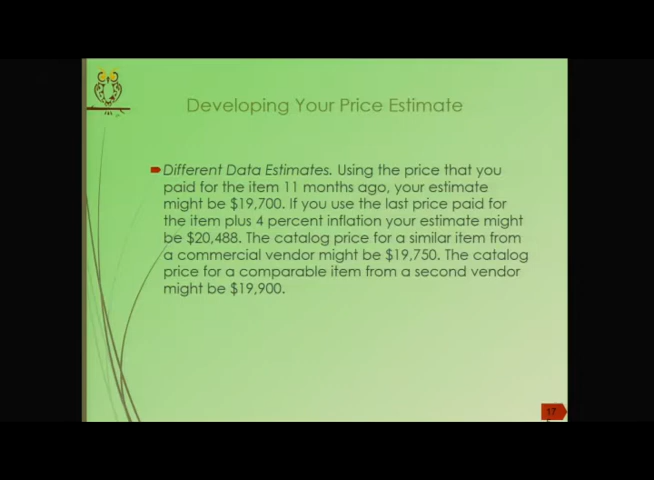 Developing Your Price Estimate
Different Data Estimates. Using the price that you
paid for the item 11 months ago, your estimate
might be $19,700. If you use the last price paid for
the item plus 4 percent inflation your estimate might
be $20,488. The catalog price for a similar item from
a commercial vendor might be $19,750. The catalog
price for a comparable item from a second vendor
might be $19,900.
17